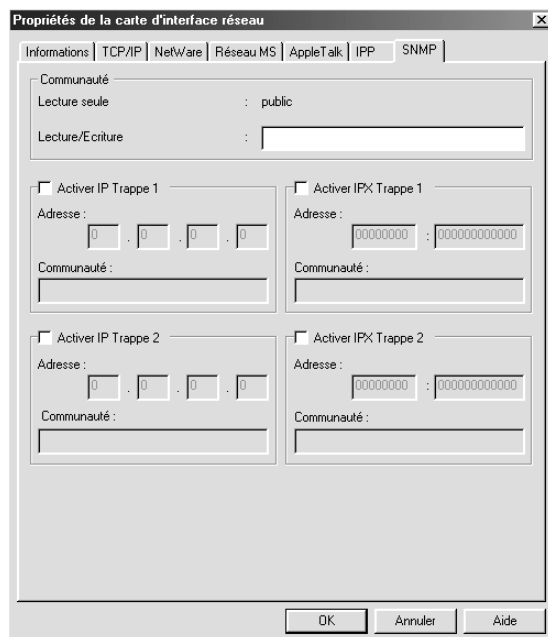 Propriétés de la carte d'interface réseau
Informations TCP/IP NetWare Réseau MS AppleTalk IPP SNMP
Communauté
Lecture seule : public
Lecture/Ecriture :
Activer IP Trappe 1
Adresse :
0 . 0 . 0 . 0
Communauté :
Activer IPX Trappe 1
Adresse :
00000000 : 000000000000
Communauté :
Activer IP Trappe 2
Adresse :
0 . 0 . 0 . 0
Communauté :
Activer IPX Trappe 2
Adresse :
00000000 : 000000000000
Communauté :
OK Annuler Aide